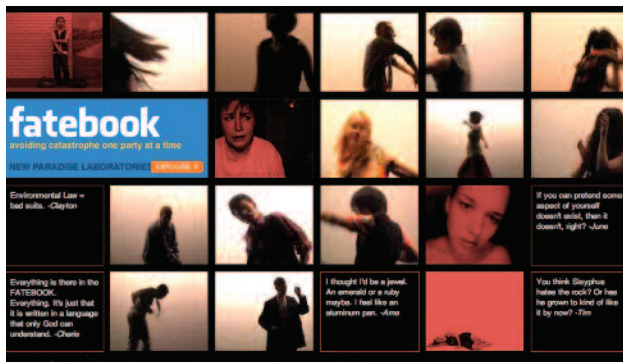 fatebook
avoiding catastrophe one party at a time
NEW PARADISE LABORATORIES
Environmental Law =
bad suits. -Clayton
If you can pretend some
aspect of yourself
doesn't exist, then it
doesn't, right? -June
Everything is there in the
FATEBOOK.
Everything. It's just that
it is written in a language
that only God can
understand. -Cherie
I thought I'd be a jewel.
An emerald or a ruby
maybe. I feel like an
aluminum pan. -Ame
You think Sisyphus
hates the rock? Or has
he grown to kind of like
it by now? -Tim